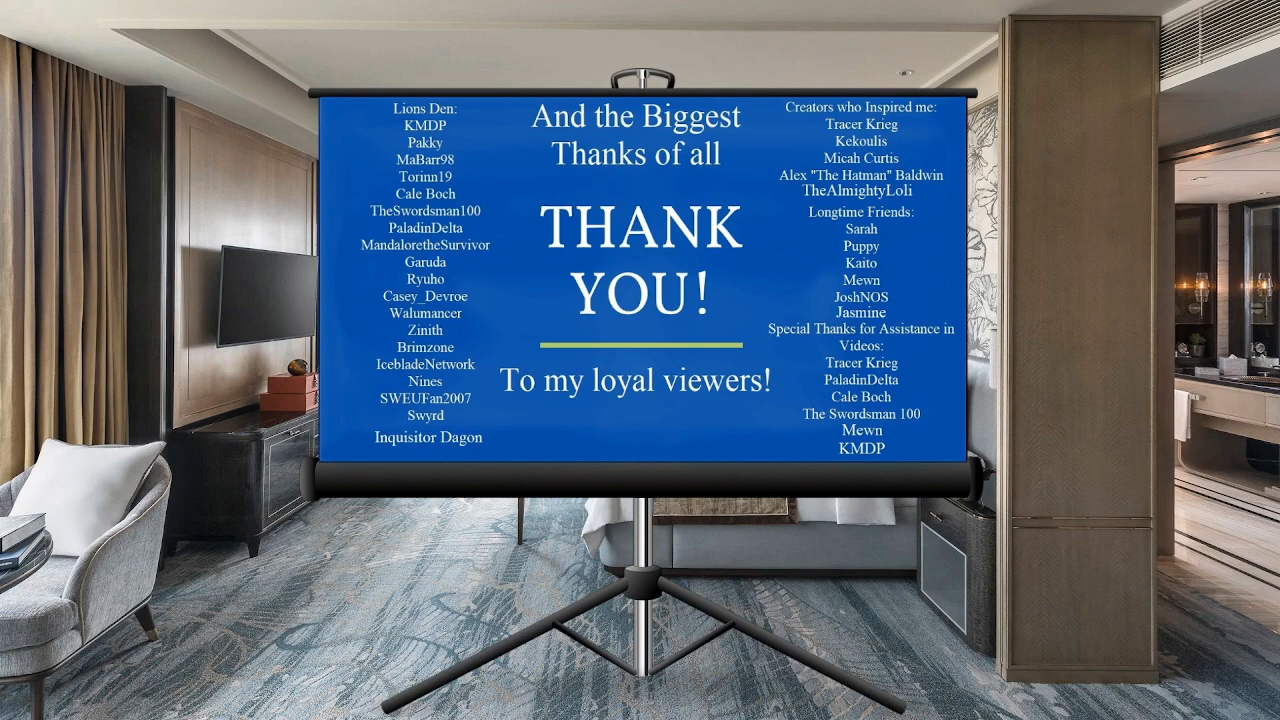 Lions Den:
KMDP
Pakky
MaBarr98
Torinn19
Cale Boch
TheSwordsman100
PaladinDelta
MandaloretheSurvivor
Garuda
Ryuho
Casey_Devroe
Walumancer
Zinith
Brimzone
IcebladeNetwork
Nines
SWEUFan2007
Swyrd
Inquisitor Dagon
And the Biggest
Thanks of all
THANK
YOU!
To my loyal viewers!
Creators who Inspired me:
Tracer Krieg
Kekoulis
Micah Curtis
Alex "The Hatman" Baldwin
TheAlmightyLoli
Longtime Friends:
Sarah
Puppy
Kaito
Mewn
JoshNOS
Jasmine
Special Thanks for Assistance in
Videos:
Tracer Krieg
PaladinDelta
Cale Boch
The Swordsman 100
Mewn
KMDP